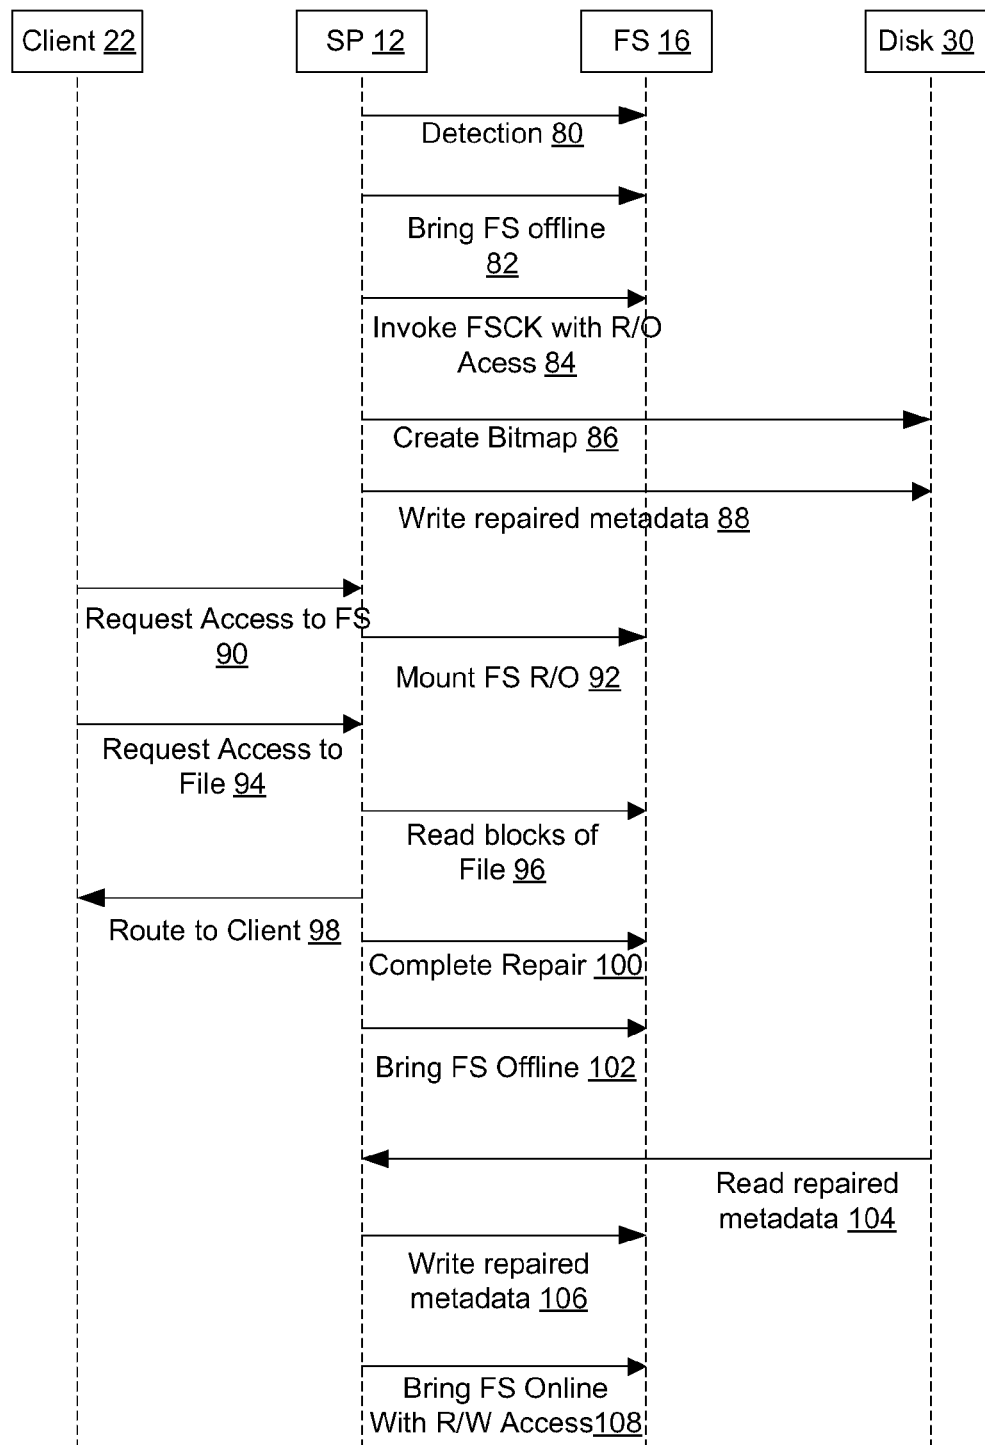 Client 22
SP 12
FS 16
Disk 30
Detection 80
Bring FS offline
82
Invoke FSCK with R/O
Acess 84
Create Bitmap 86
Write repaired metadata 88
Request Access to FS
90
Mount FS R/O 92
Request Access to
File 94
Read blocks of
File 96
Route to Client 98
Complete Repair 100
Bring FS Offline 102
Read repaired
metadata 104
Write repaired
metadata 106
Bring FS Online
With R/W Access108